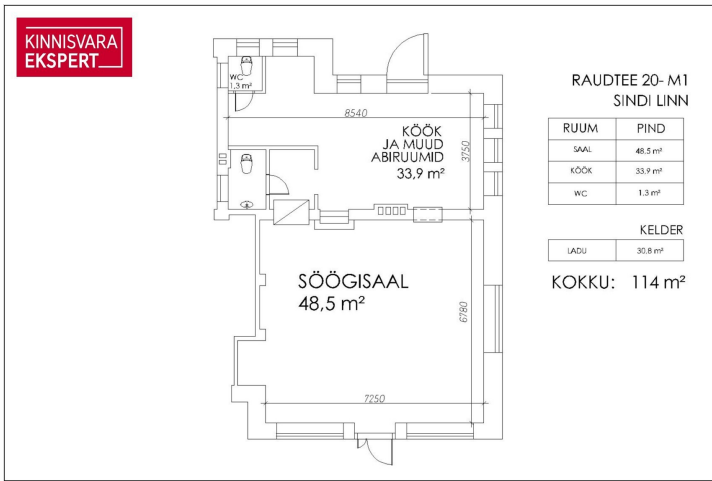 KINNISVARA
EKSPERT
WC
1,3 m²
8540
KÖÖK
JA MUUD
ABIRUUMID
33,9 m²
3750
SÖÖGISAAL
48,5 m²
6780
7250
RAUDTEE 20- M1
SINDI LINN
RUUM PIND
SAAL 48,5 m²
KÖÖK 33,9 m²
WC 1,3 m²
KELDER
LADU 30,8 m²
KOKKU: 114 m²